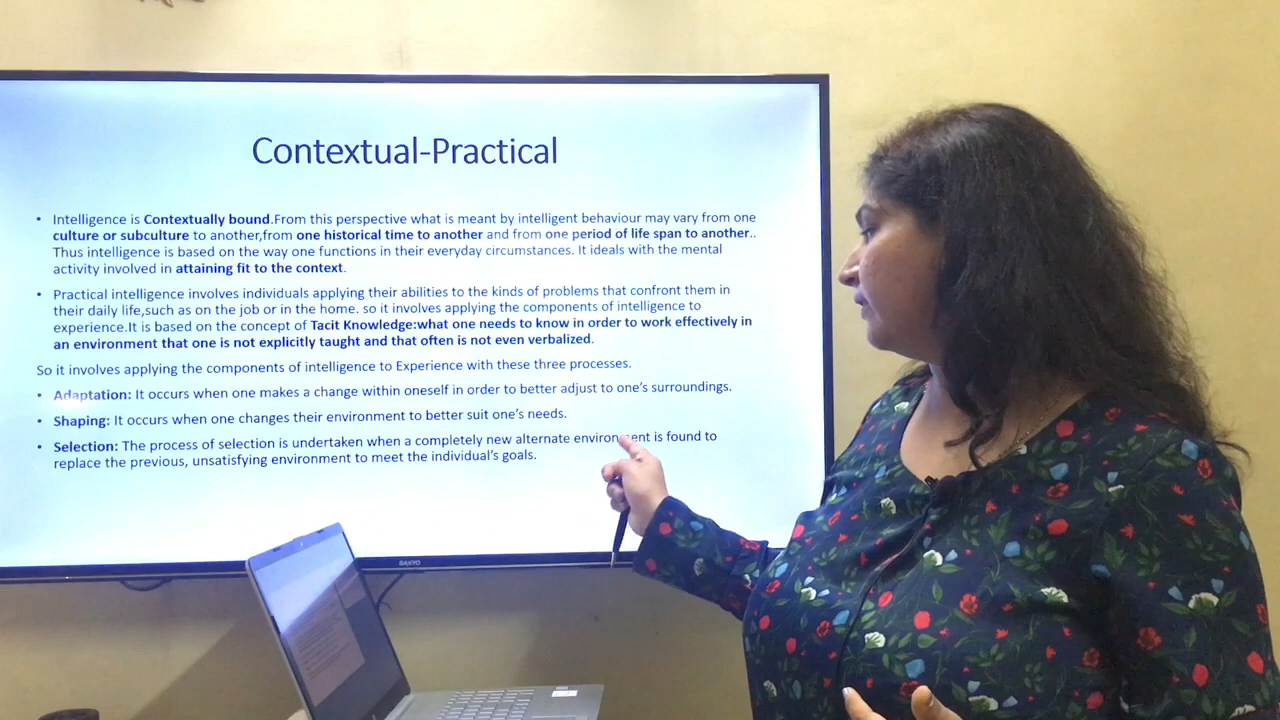 Contextual-Practical
• Intelligence is Contextually bound.From this perspective what is meant by intelligent behaviour may vary from one
culture or subculture to another,from one historical time to another and from one period of life span to another..
Thus intelligence is based on the way one functions in their everyday circumstances. It ideals with the mental
activity involved in attaining fit to the context.
• Practical intelligence involves individuals applying their abilities to the kinds of problems that confront them in
their daily life,such as on the job or in the home. so it involves applying the components of intelligence to
experience.It is based on the concept of Tacit Knowledge:what one needs to know in order to work effectively in
an environment that one is not explicitly taught and that often is not even verbalized.
So it involves applying the components of intelligence to Experience with these three processes.
• Adaptation: It occurs when one makes a change within oneself in order to better adjust to one's surroundings.
• Shaping: It occurs when one changes their environment to better suit one's needs.
• Selection: The process of selection is undertaken when a completely new alternate environment is found to
replace the previous, unsatisfying environment to meet the individual's goals.
SANYO